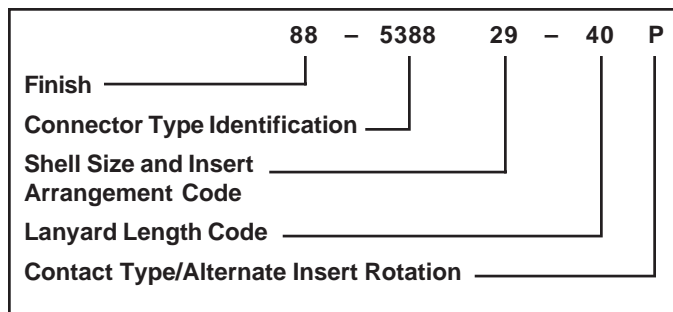 88 – 5388 29 – 40 P
Finish
Connector Type Identification
Shell Size and Insert
Arrangement Code
Lanyard Length Code
Contact Type/Alternate Insert Rotation